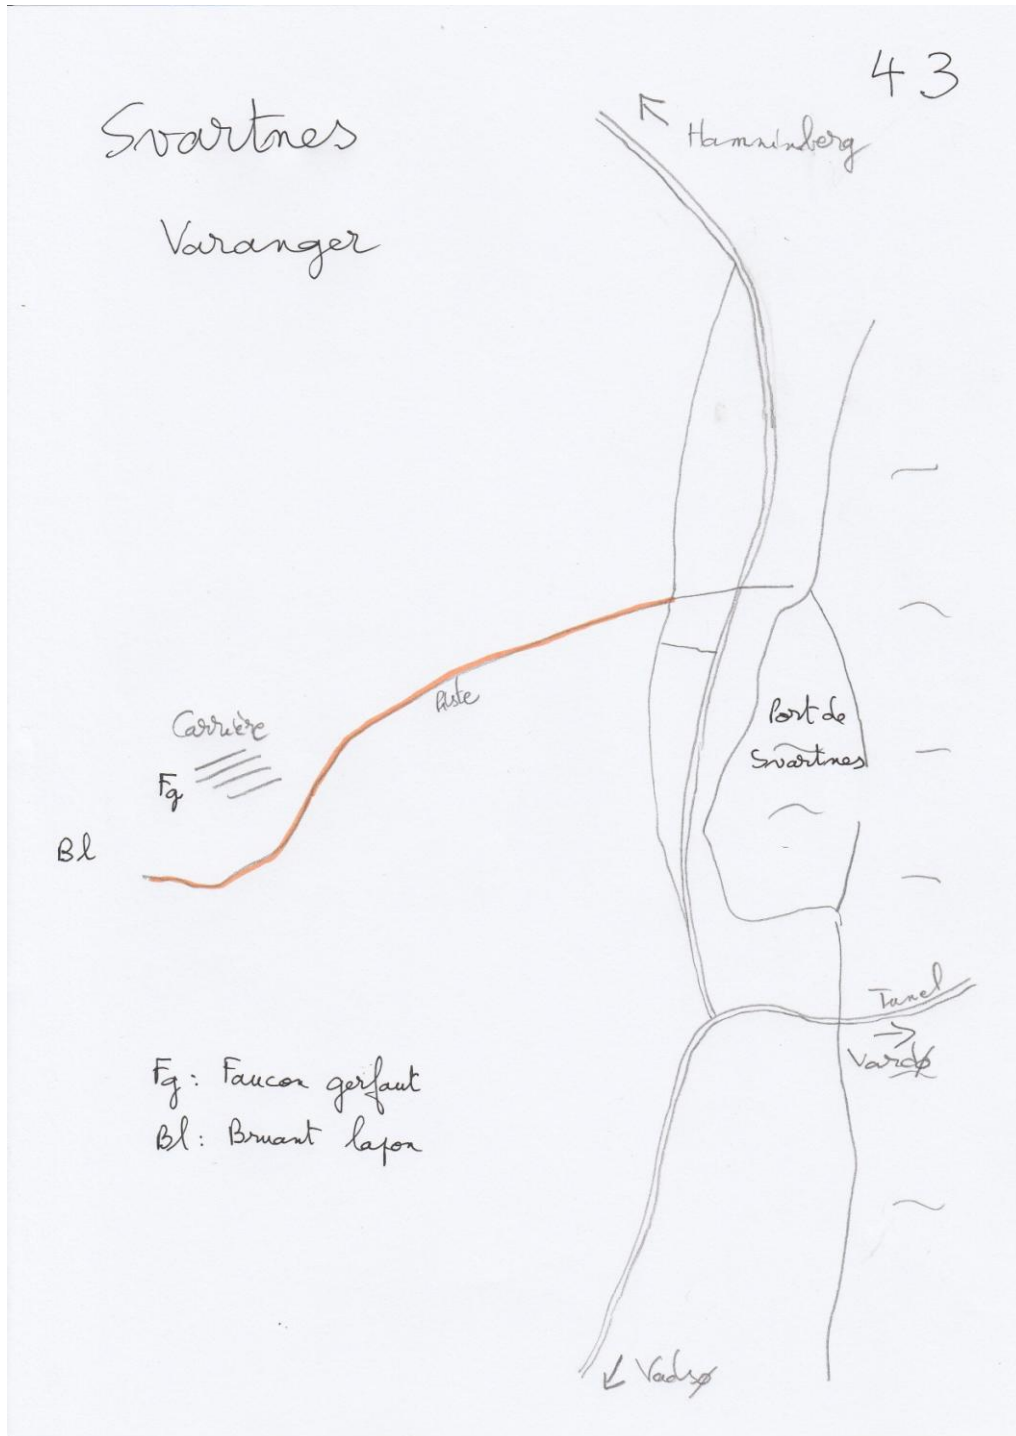 43
Svartnes
Varanger
Hamninberg
Piste
Carrière
Fg
Bl
Port de
Svartnes
Tunel
Vardø
Fg: Faucon gerfaut
Bl: Bruant lapon
Vadsø